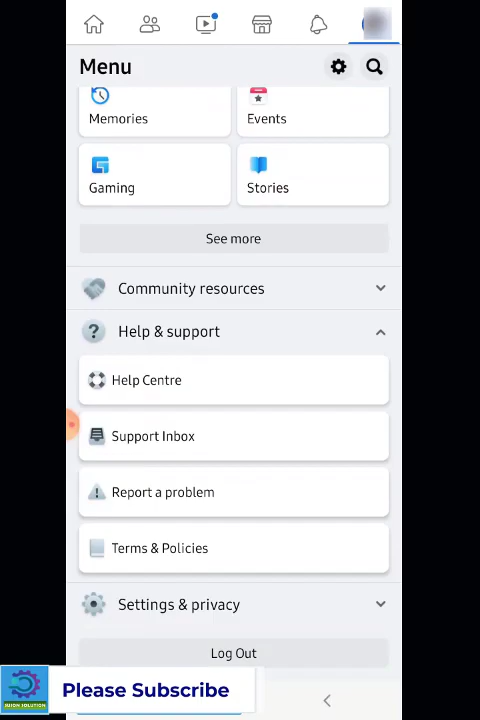 Menu
Memories
Events
Gaming
Stories
See more
Community resources
Help & support
Help Centre
Support Inbox
Report a problem
Terms & Policies
Settings & privacy
Log Out
Please Subscribe